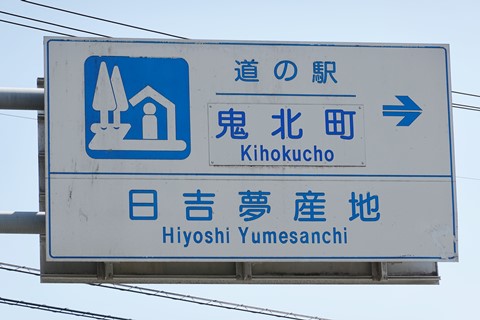 道の駅
鬼北町
Kihokucho
日吉夢産地
Hiyoshi Yumesanchi